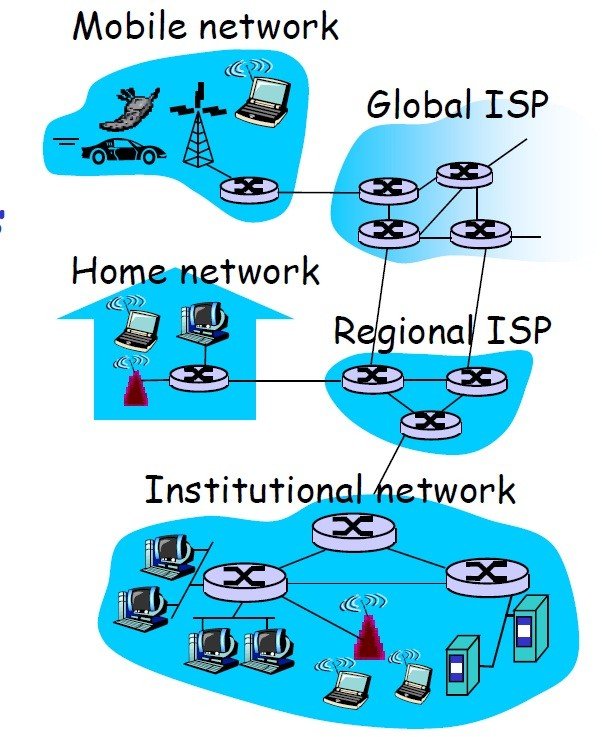 Mobile network
Global ISP
Home network
Regional ISP
Institutional network